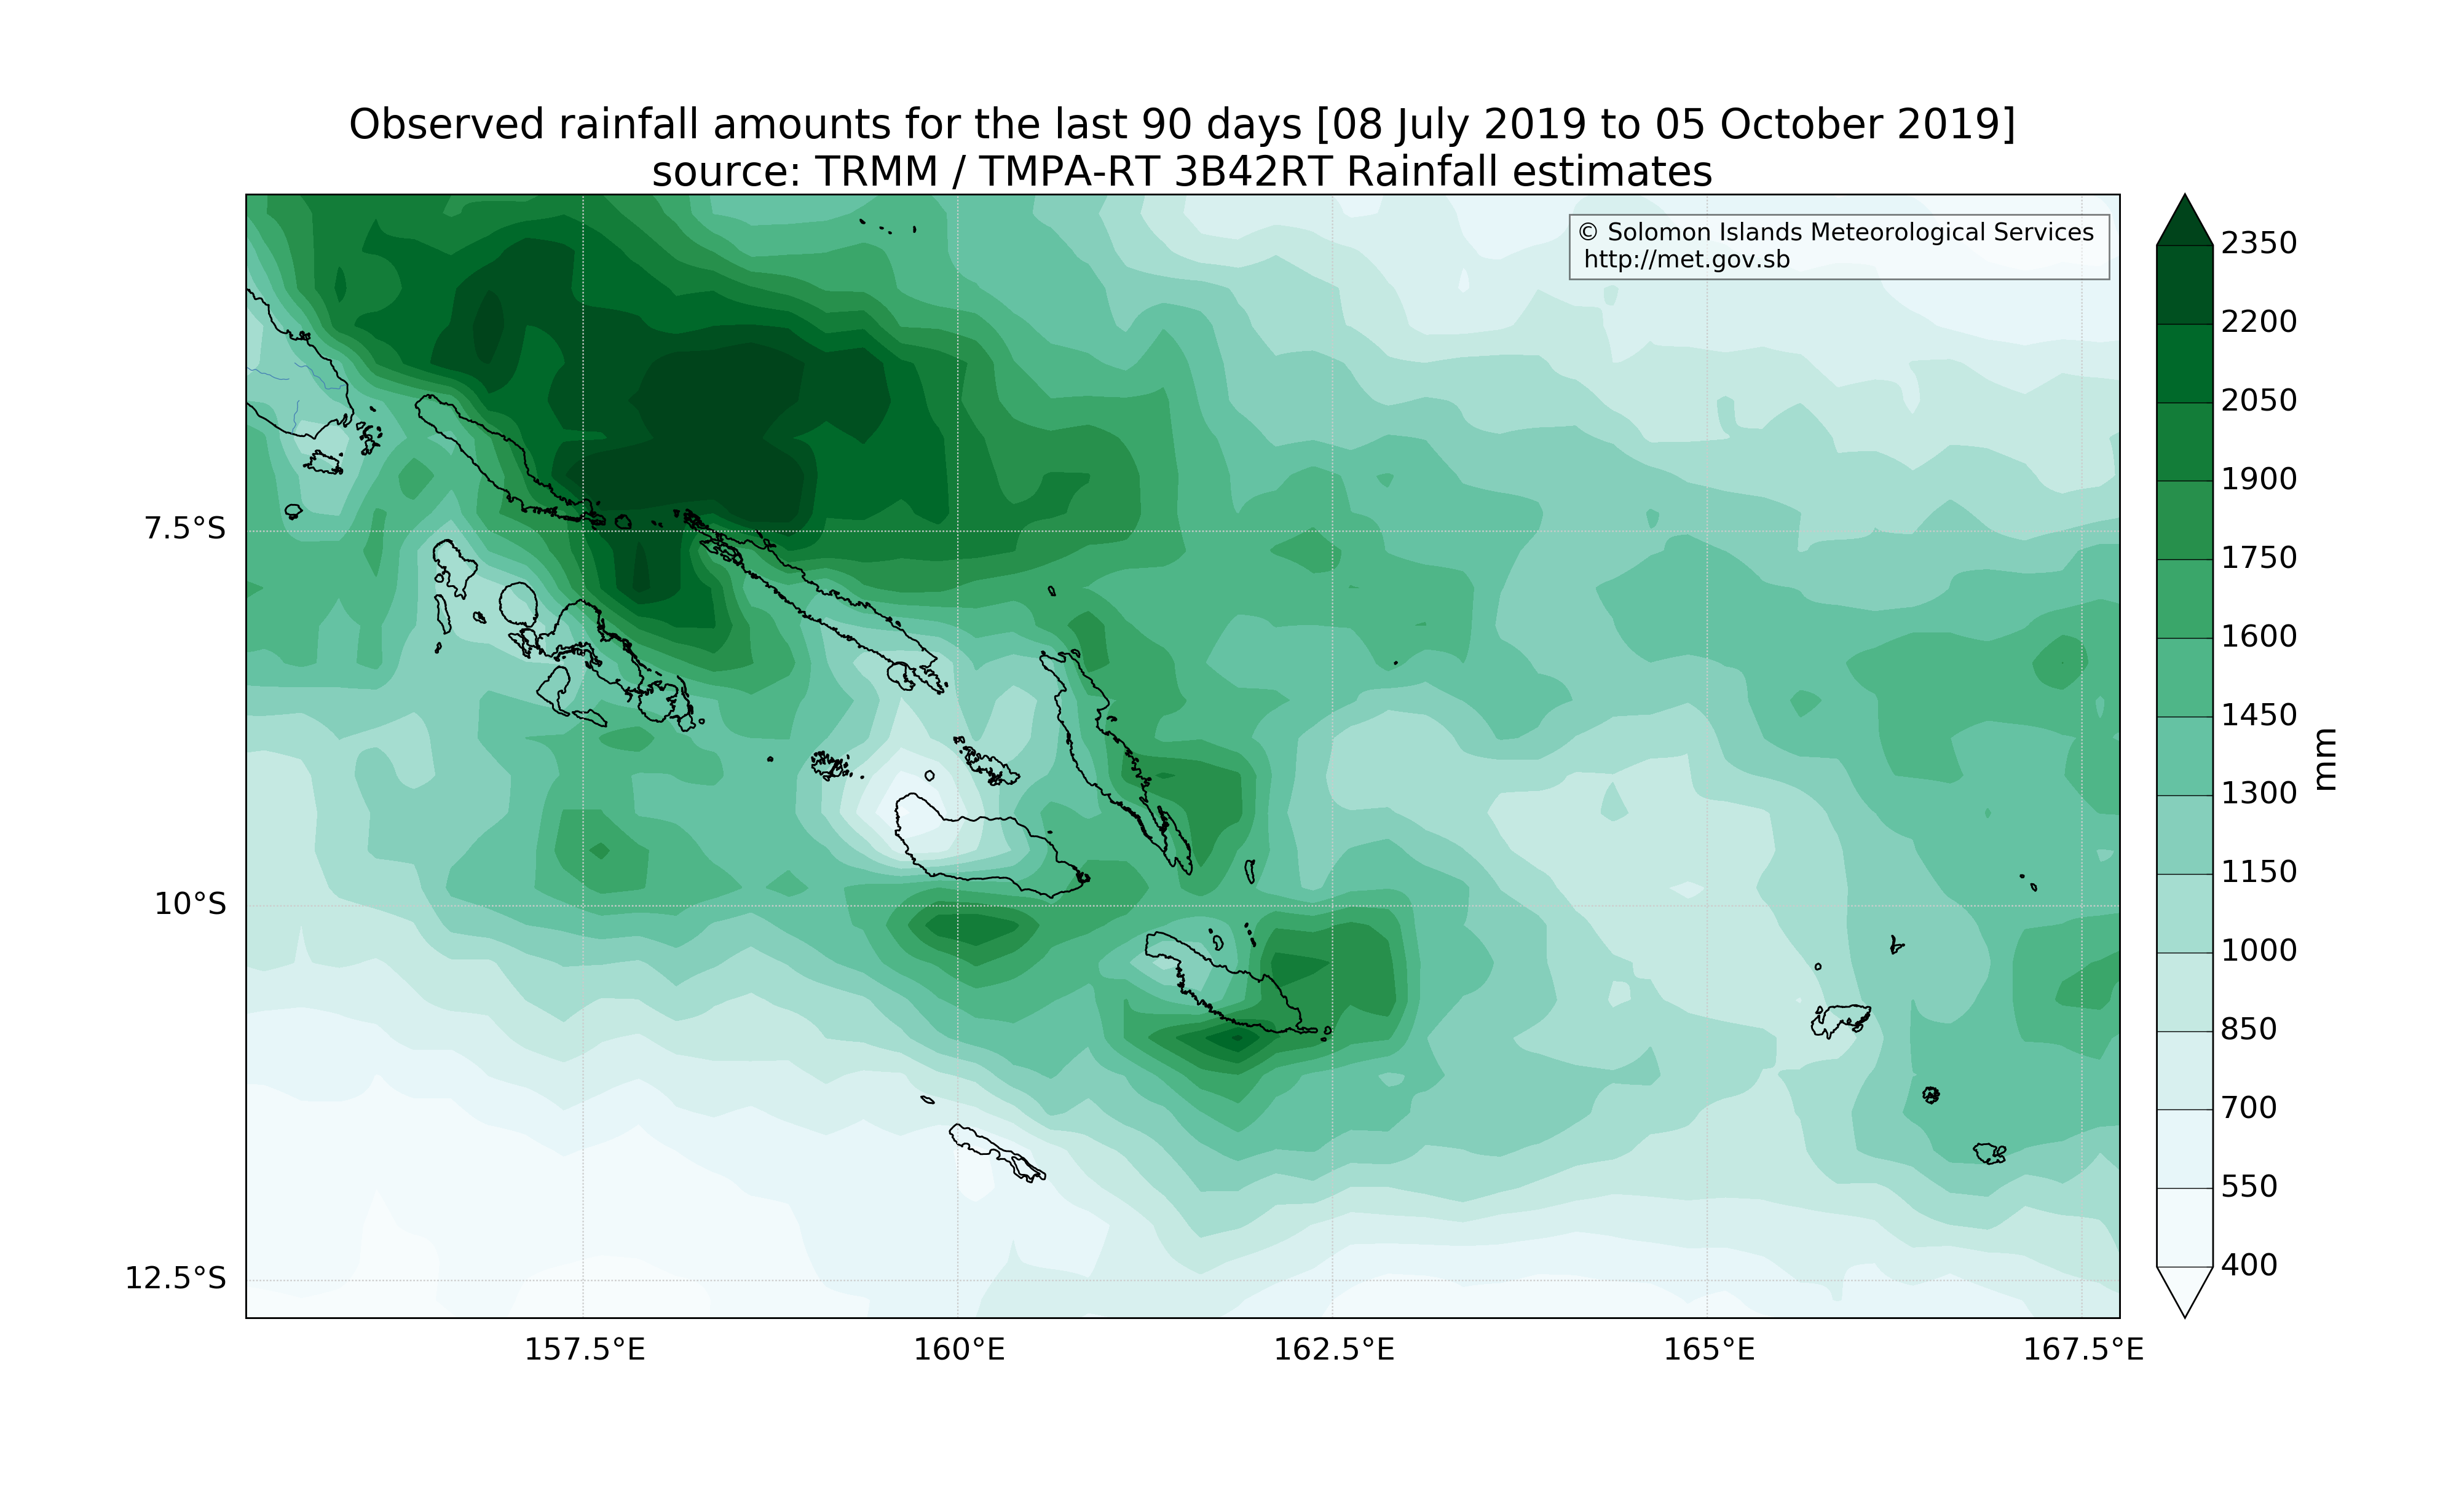 Observed rainfall amounts for the last 90 days [08 July 2019 to 05 October 2019]
source: TRMM / TMPA-RT 3B42RT Rainfall estimates
© Solomon Islands Meteorological Services
http://met.gov.sb
7.5°S
10°S
12.5°S
157.5°E
160°E
162.5°E
165°E
167.5°E
2350
2200
2050
1900
1750
1600
1450
1300
1150
1000
850
700
550
400
mm